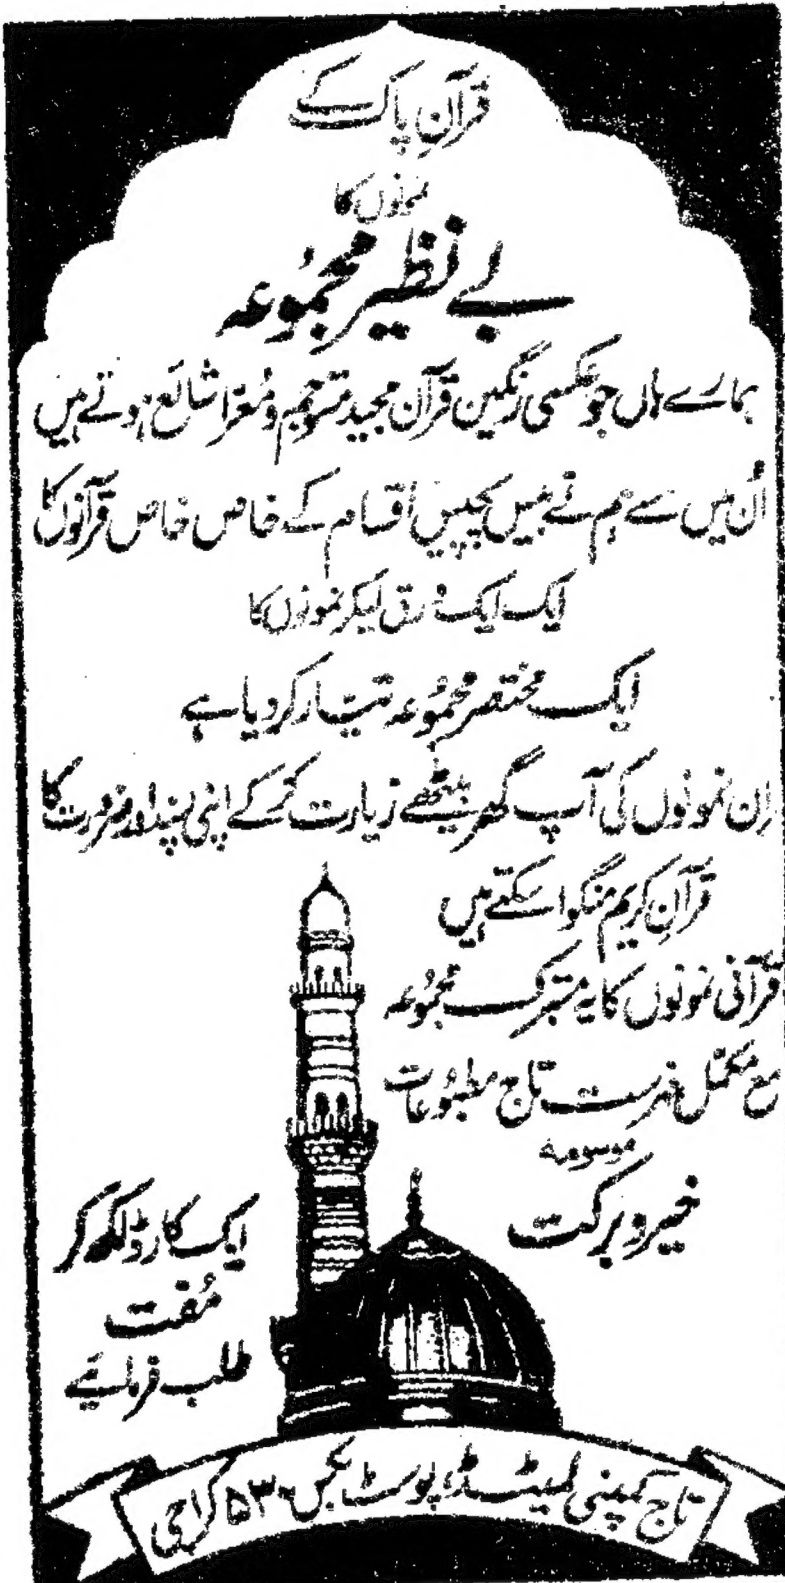 قرآنِ پاک کے
نمونوں کا
بے نظیر مجموعہ
ہمارے ہاں جو عکسی رنگین قرآن مجید مترجم و معرّا شائع ہوتے ہیں
اُن میں سے ہم نے بیس پچیس اقسام کے خاص خاص قرآنوں کا
ایک ایک ورق لیکر نمونوں کا
ایک مختصر مجموعہ تیار کر دیا ہے
اِن نمونوں کی آپ گھر بیٹھے زیارت کر کے اپنی پسند اور ضرورت کا
قرآنِ کریم منگوا سکتے ہیں
قرآنی نمونوں کا یہ متبرک مجموعہ
مع مکمل فہرست تاج مطبوعات
موسومہ
خیر و برکت
ایک کارڈ لکھ کر
مُفت
طلب فرمائیے
تاج کمپنی لمیٹڈ، پوسٹ بکس ۵۳۰ کراچی